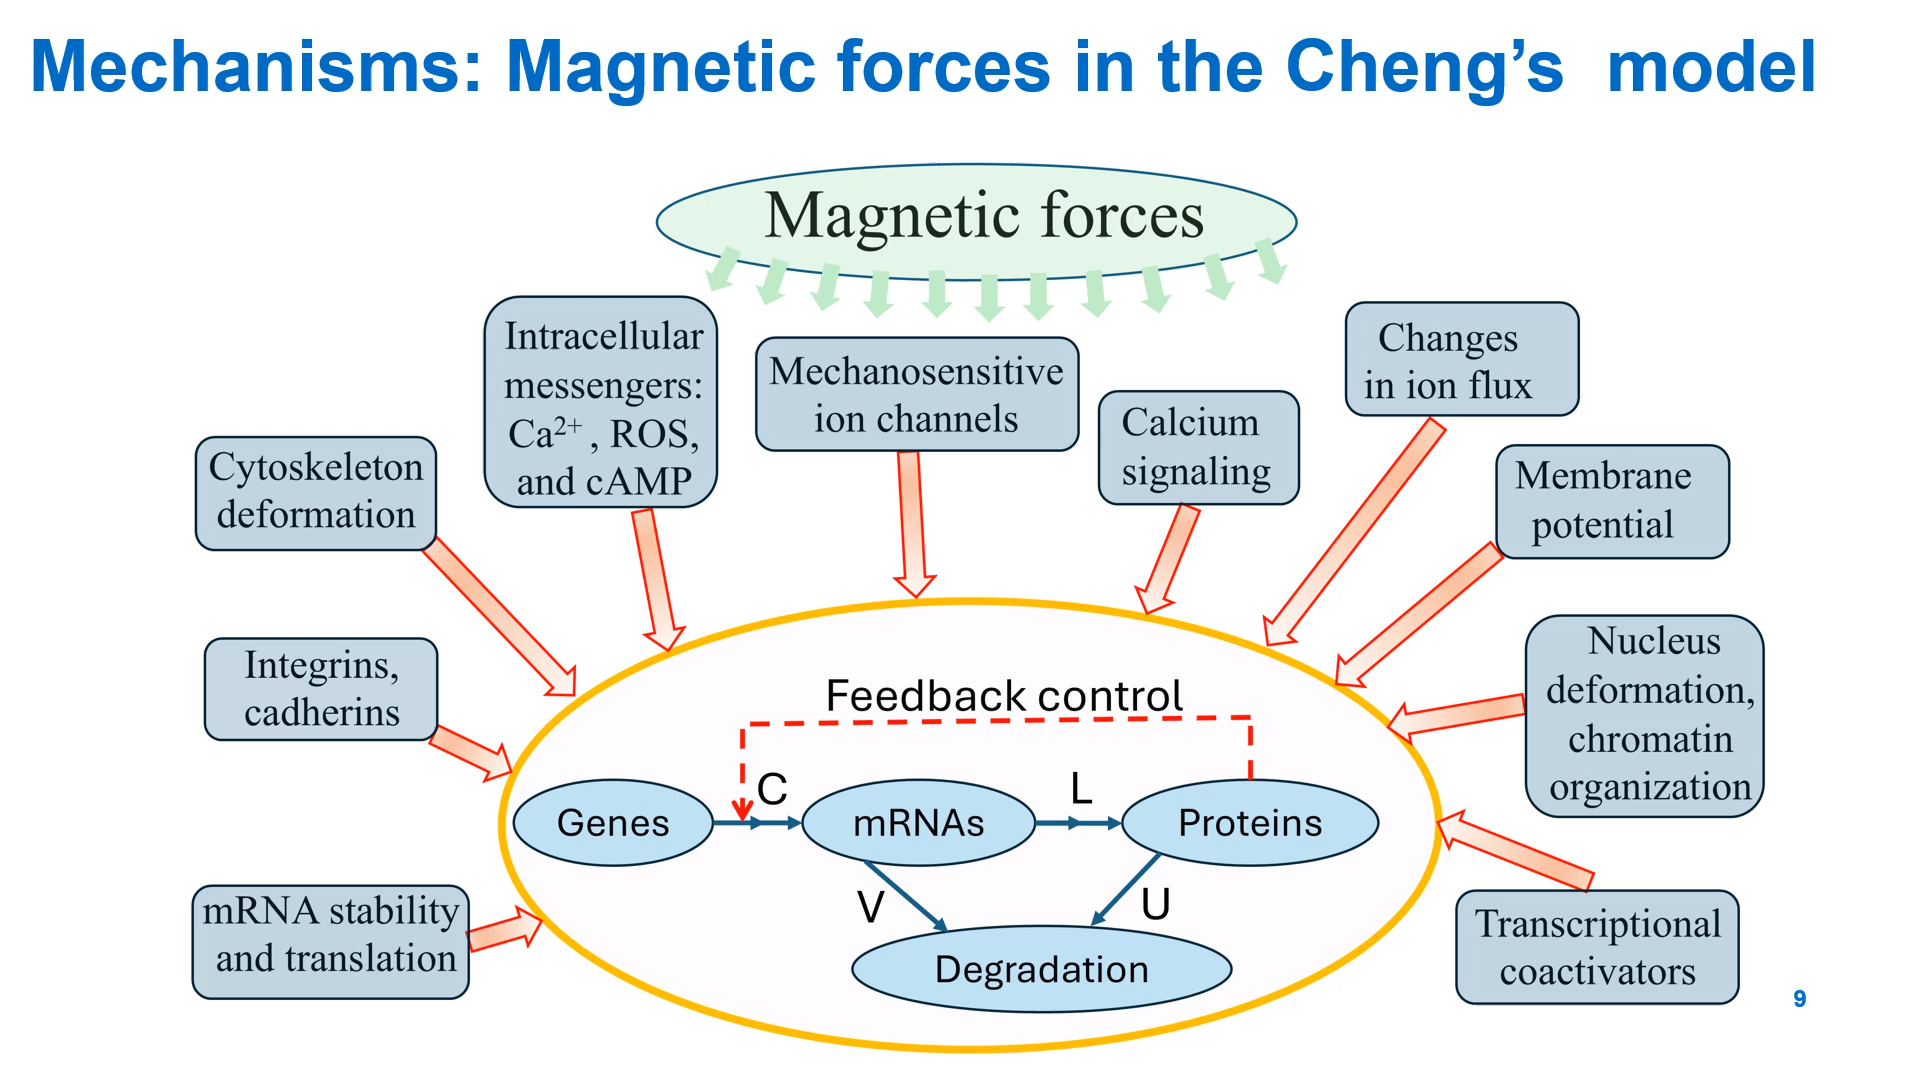 Mechanisms: Magnetic forces in the Cheng’s  model
Magnetic forces
Intracellular
messengers:
Ca²⁺ , ROS,
and cAMP
Mechanosensitive
ion channels
Calcium
signaling
Changes
in ion flux
Cytoskeleton
deformation
Membrane
potential
Integrins,
cadherins
Nucleus
deformation,
chromatin
organization
mRNA stability
and translation
Transcriptional
coactivators
Feedback control
C
L
Genes
mRNAs
Proteins
V
U
Degradation
9